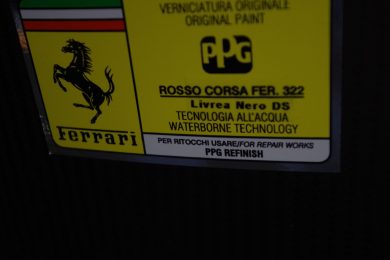 VERNICIATURA ORIGINALE
ORIGINAL PAINT
PPG
ROSSO CORSA FER. 322
Livrea Nero DS
TECNOLOGIA ALL'ACQUA
WATERBORNE TECHNOLOGY
Ferrari
PER RITOCCHI USARE/FOR REPAIR WORKS
PPG REFINISH